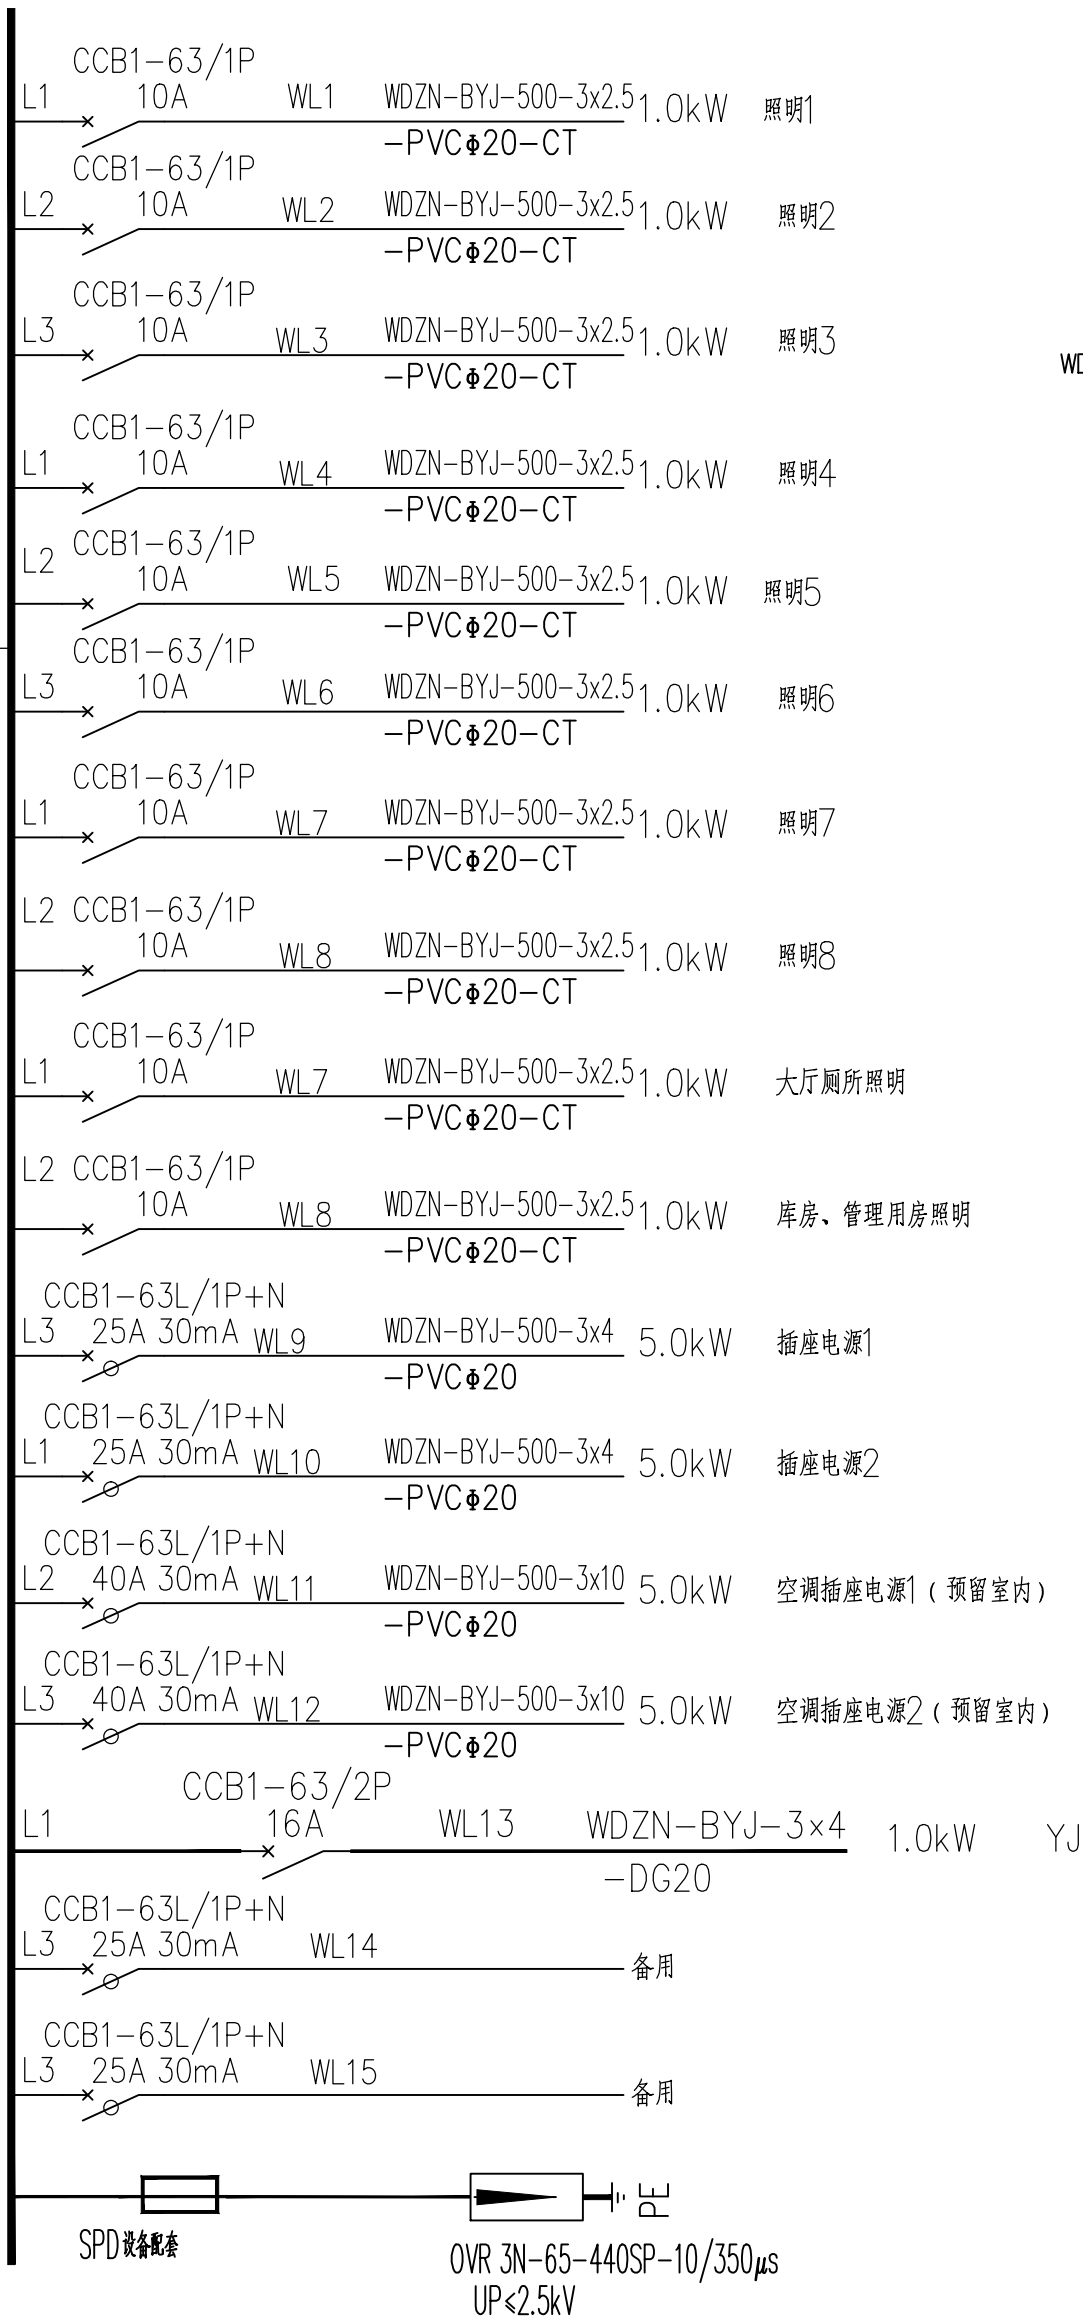 CCB1-63/1P
L1 10A WL1 WDZN-BYJ-500-3x2.5 1.0kW 照明1
-PVCΦ20-CT
CCB1-63/1P
L2 10A WL2 WDZN-BYJ-500-3x2.5 1.0kW 照明2
-PVCΦ20-CT
CCB1-63/1P
L3 10A WL3 WDZN-BYJ-500-3x2.5 1.0kW 照明3
WD
-PVCΦ20-CT
CCB1-63/1P
L1 10A WL4 WDZN-BYJ-500-3x2.5 1.0kW 照明4
-PVCΦ20-CT
CCB1-63/1P
L2 10A WL5 WDZN-BYJ-500-3x2.5 1.0kW 照明5
-PVCΦ20-CT
CCB1-63/1P
L3 10A WL6 WDZN-BYJ-500-3x2.5 1.0kW 照明6
-PVCΦ20-CT
CCB1-63/1P
L1 10A WL7 WDZN-BYJ-500-3x2.5 1.0kW 照明7
-PVCΦ20-CT
L2 CCB1-63/1P
10A WL8 WDZN-BYJ-500-3x2.5 1.0kW 照明8
-PVCΦ20-CT
CCB1-63/1P
L1 10A WL7 WDZN-BYJ-500-3x2.5 1.0kW 大厅厕所照明
-PVCΦ20-CT
L2 CCB1-63/1P
10A WL8 WDZN-BYJ-500-3x2.5 1.0kW 库房、管理用房照明
-PVCΦ20-CT
CCB1-63L/1P+N
L3 25A 30mA WL9 WDZN-BYJ-500-3x4 5.0kW 插座电源1
-PVCΦ20
CCB1-63L/1P+N
L1 25A 30mA WL10 WDZN-BYJ-500-3x4 5.0kW 插座电源2
-PVCΦ20
CCB1-63L/1P+N
L2 40A 30mA WL11 WDZN-BYJ-500-3x10 5.0kW 空调插座电源1（预留室内）
-PVCΦ20
CCB1-63L/1P+N
L3 40A 30mA WL12 WDZN-BYJ-500-3x10 5.0kW 空调插座电源2（预留室内）
-PVCΦ20
CCB1-63/2P
L1 16A WL13 WDZN-BYJ-3×4 1.0kW YJ
-DG20
CCB1-63L/1P+N
L3 25A 30mA WL14 备用
CCB1-63L/1P+N
L3 25A 30mA WL15 备用
PE
SPD设备配套
OVR 3N-65-440SP-10/350μs
UP≤2.5kV